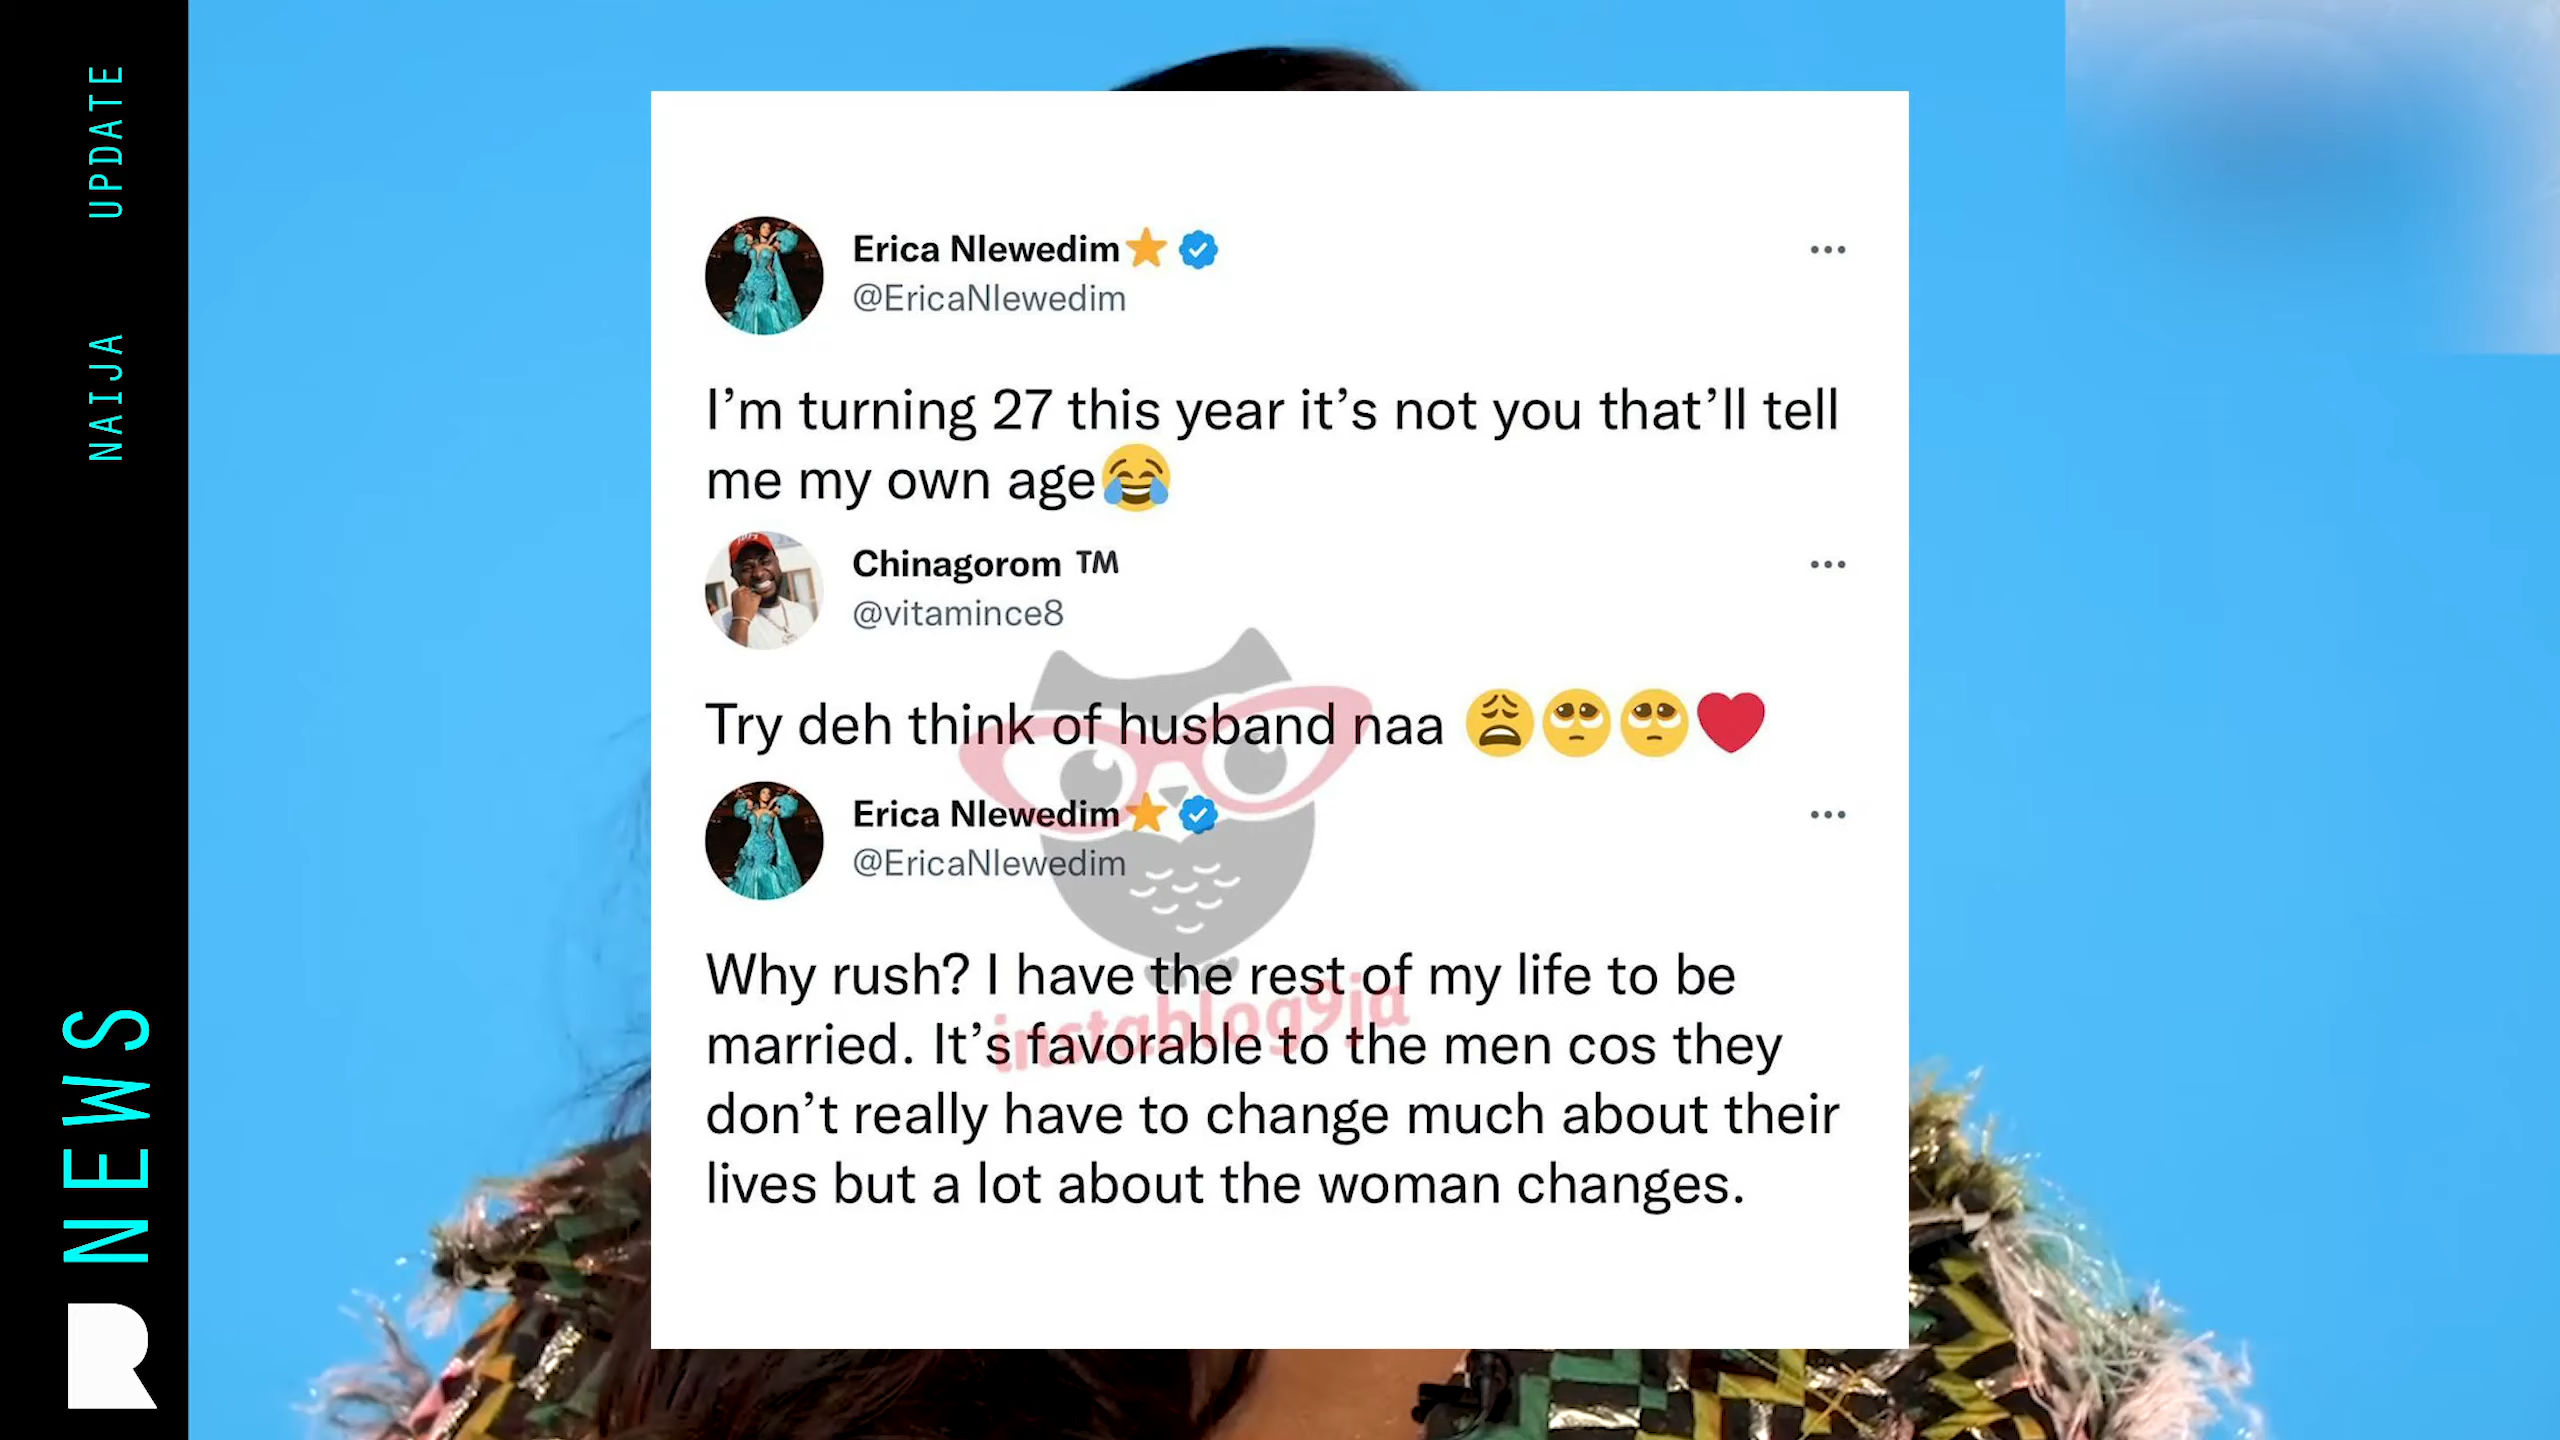 NEWS
NAIJA UPDATE
Erica Nlewedim⭐
@EricaNlewedim
I’m turning 27 this year it’s not you that’ll tell
me my own age😂
Chinagorom ™
@vitamince8
Try deh think of husband naa 😩🥺🥺❤️
Erica Nlewedim⭐
@EricaNlewedim
Why rush? I have the rest of my life to be
married. It’s favorable to the men cos they
don’t really have to change much about their
lives but a lot about the woman changes.
instablog9ja